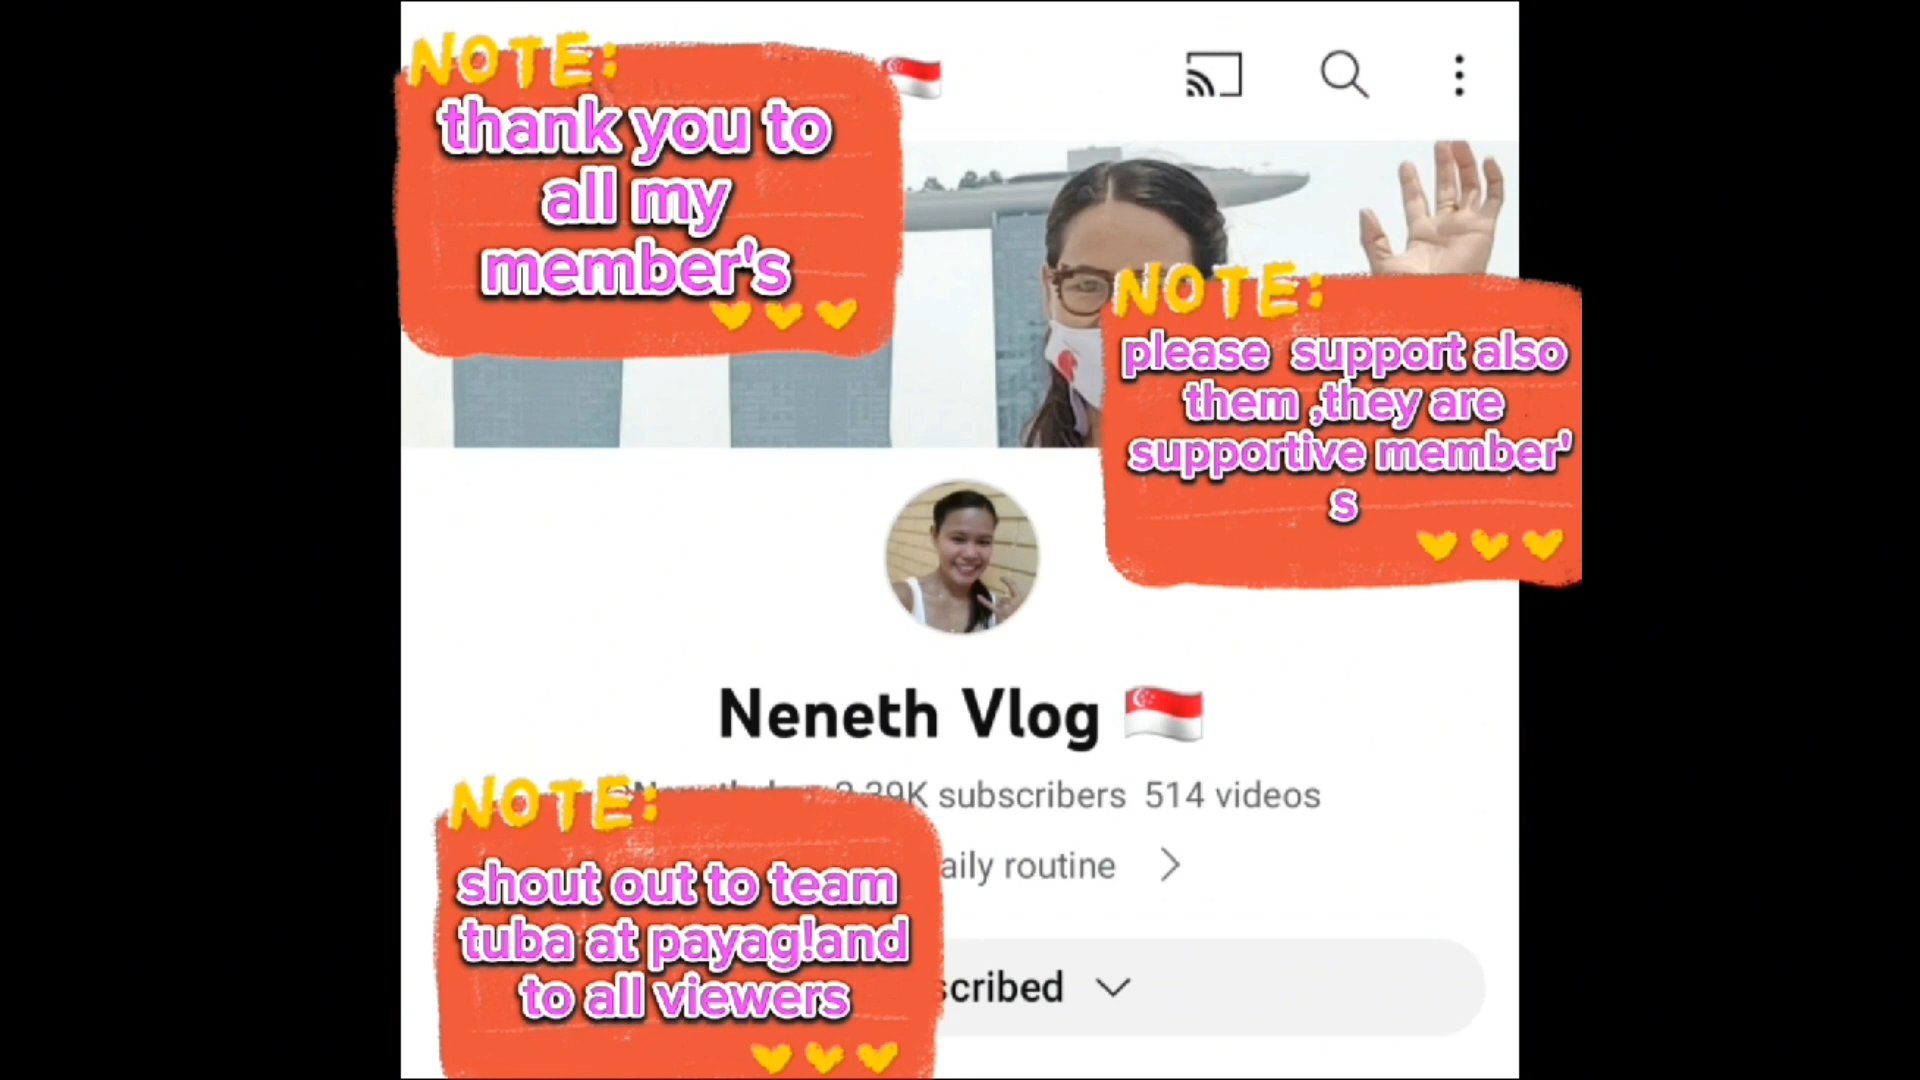 NOTE:
thank you to
all my
member's
NOTE:
please support also
them ,they are
supportive member'
s
Neneth Vlog
subscribers 514 videos
aily routine
NOTE:
shout out to team
tuba at payag!and
to all viewers
scribed